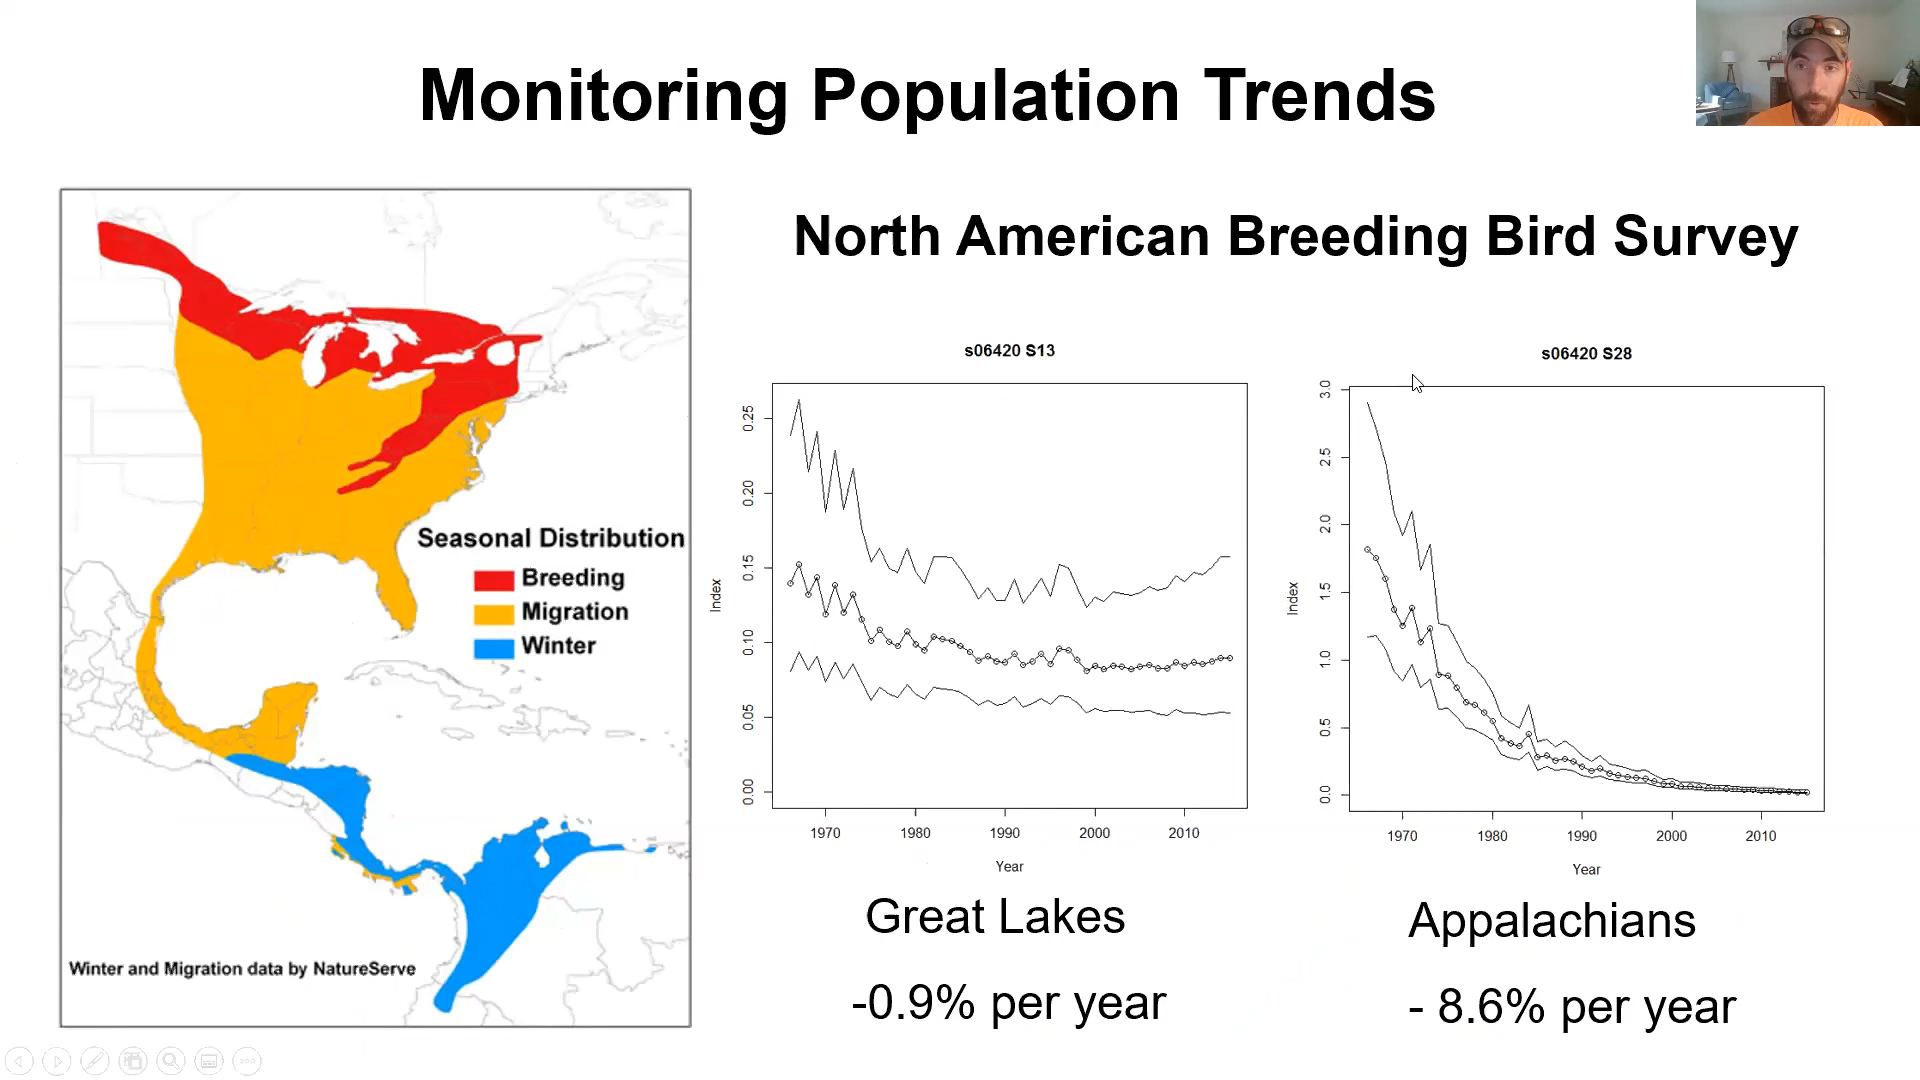 Monitoring Population Trends
North American Breeding Bird Survey
Seasonal Distribution
Breeding
Migration
Winter
Winter and Migration data by NatureServe
s06420 S13
Index
0.25
0.20
0.15
0.10
0.05
0.00
1970 1980 1990 2000 2010
Year
Great Lakes
-0.9% per year
s06420 S28
Index
3.0
2.5
2.0
1.5
1.0
0.5
0.0
1970 1980 1990 2000 2010
Year
Appalachians
- 8.6% per year